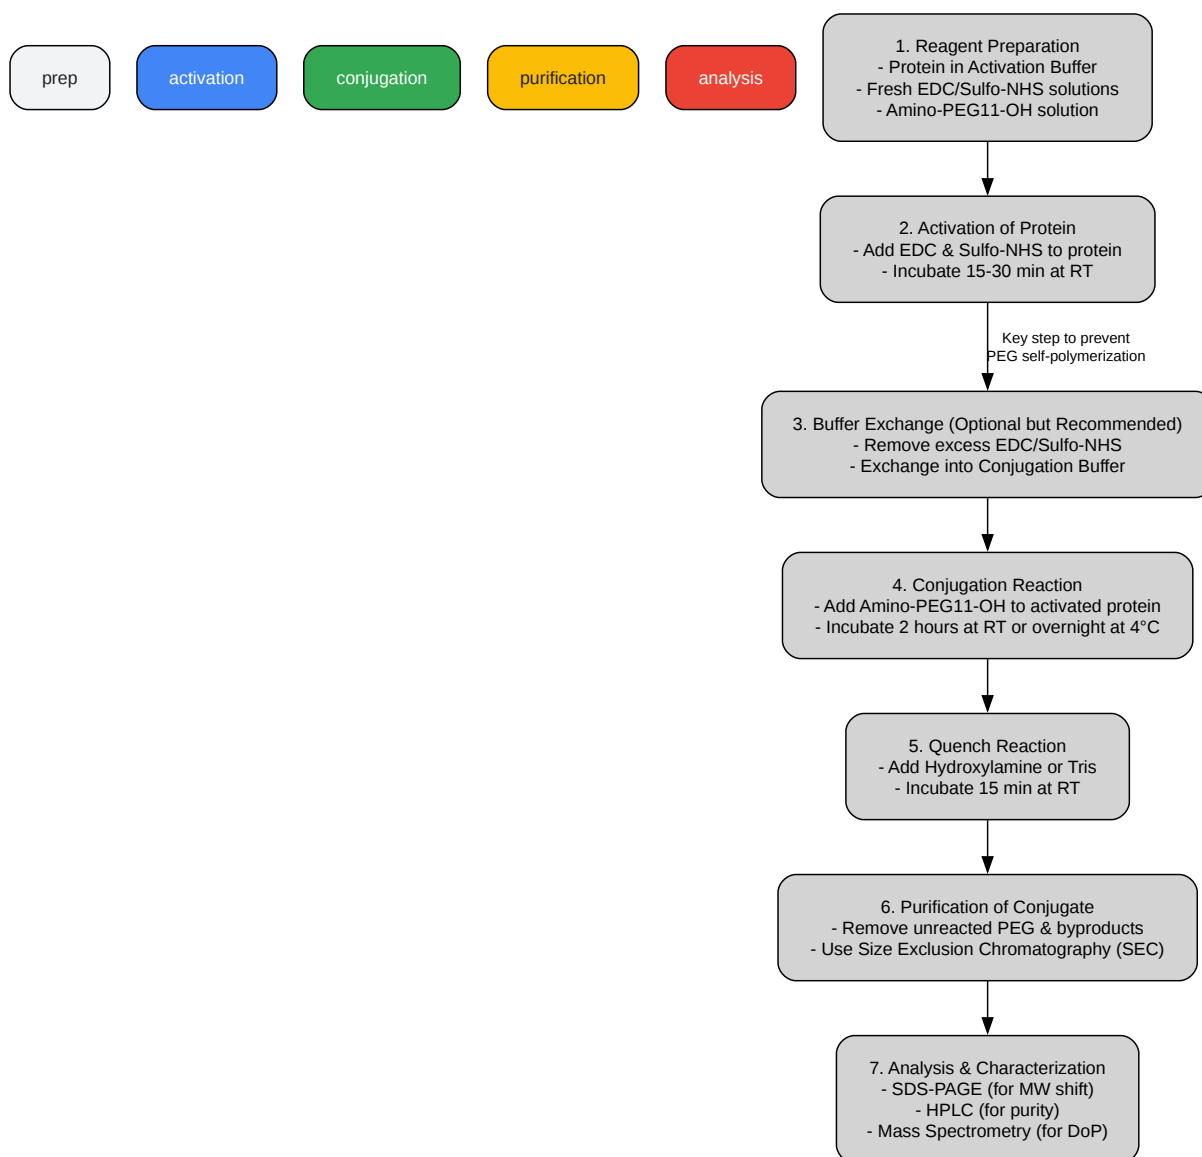 prep
activation
conjugation
purification
analysis
1. Reagent Preparation
- Protein in Activation Buffer
- Fresh EDC/Sulfo-NHS solutions
- Amino-PEG11-OH solution
2. Activation of Protein
- Add EDC & Sulfo-NHS to protein
- Incubate 15-30 min at RT
Key step to prevent
PEG self-polymerization
3. Buffer Exchange (Optional but Recommended)
- Remove excess EDC/Sulfo-NHS
- Exchange into Conjugation Buffer
4. Conjugation Reaction
- Add Amino-PEG11-OH to activated protein
- Incubate 2 hours at RT or overnight at 4°C
5. Quench Reaction
- Add Hydroxylamine or Tris
- Incubate 15 min at RT
6. Purification of Conjugate
- Remove unreacted PEG & byproducts
- Use Size Exclusion Chromatography (SEC)
7. Analysis & Characterization
- SDS-PAGE (for MW shift)
- HPLC (for purity)
- Mass Spectrometry (for DoP)